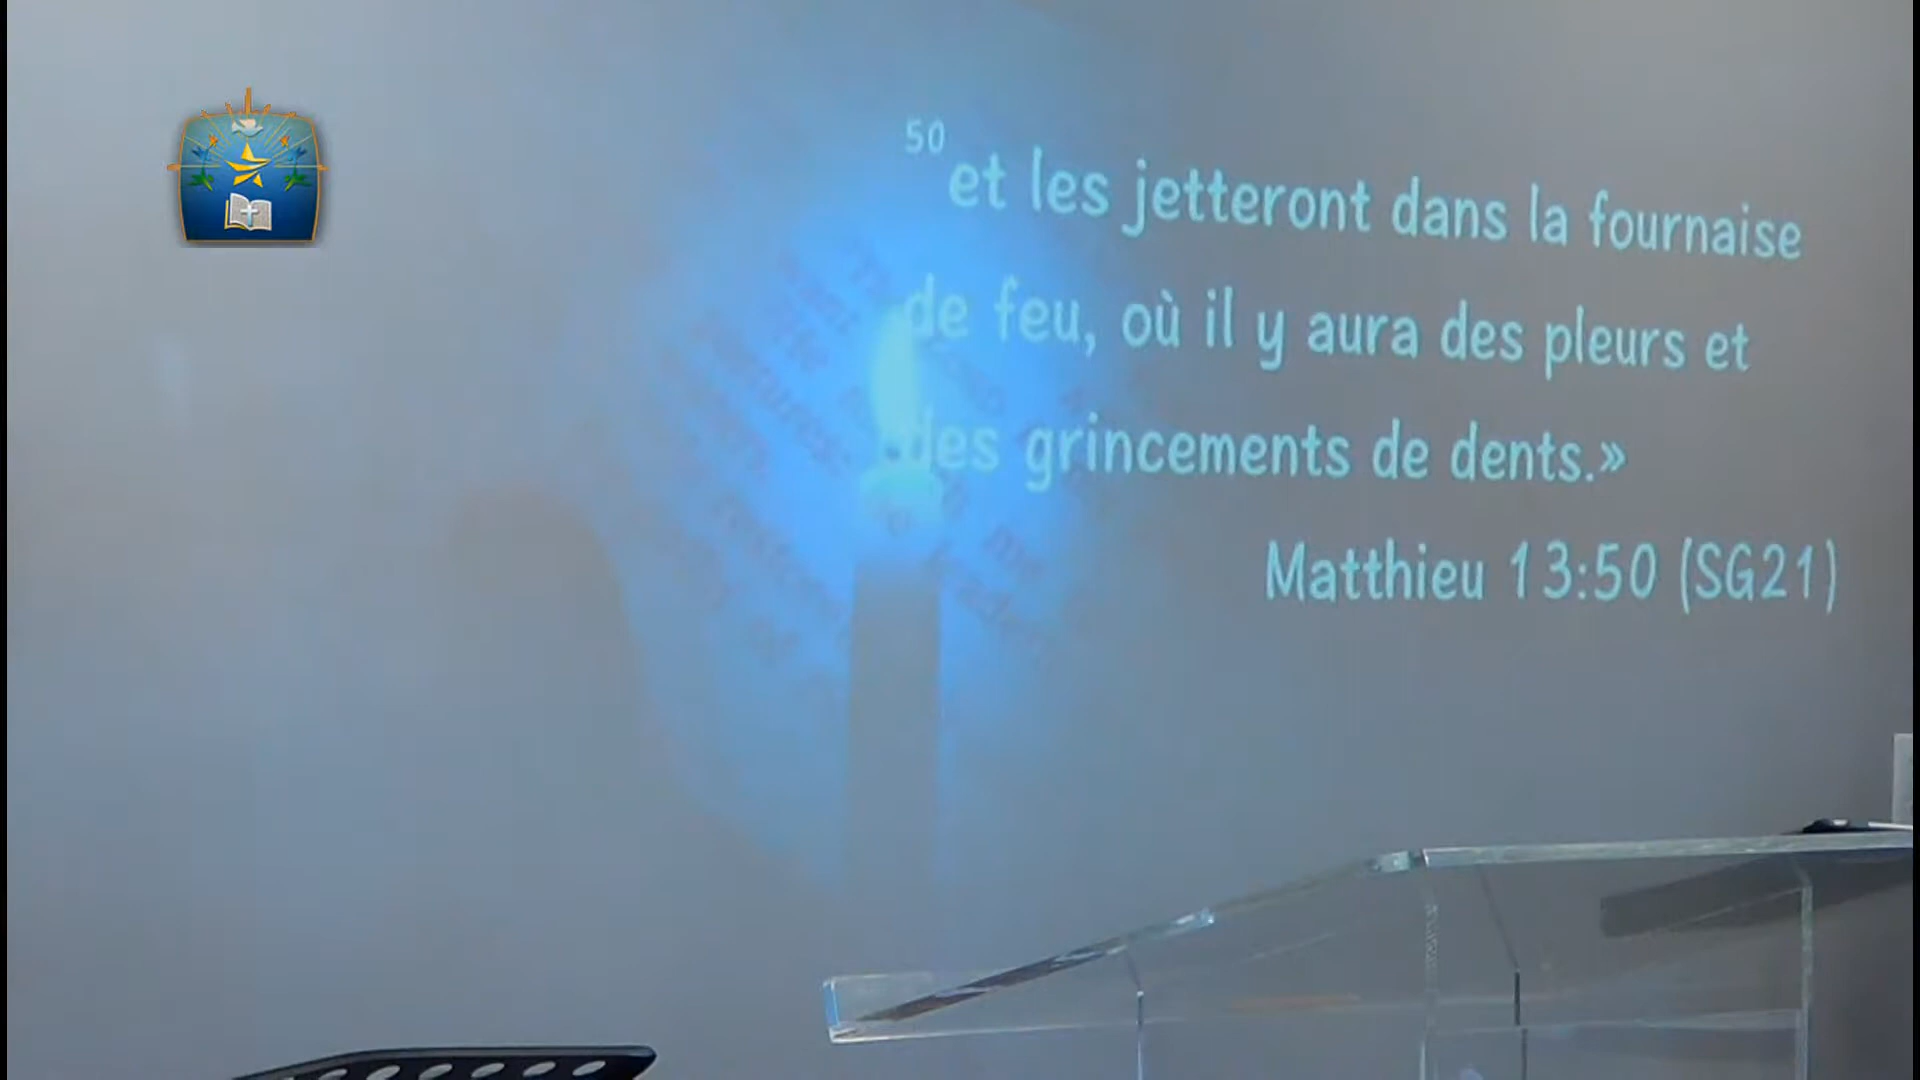 50 et les jetteront dans la fournaise
de feu, où il y aura des pleurs et
des grincements de dents.»
Matthieu 13:50 (SG21)